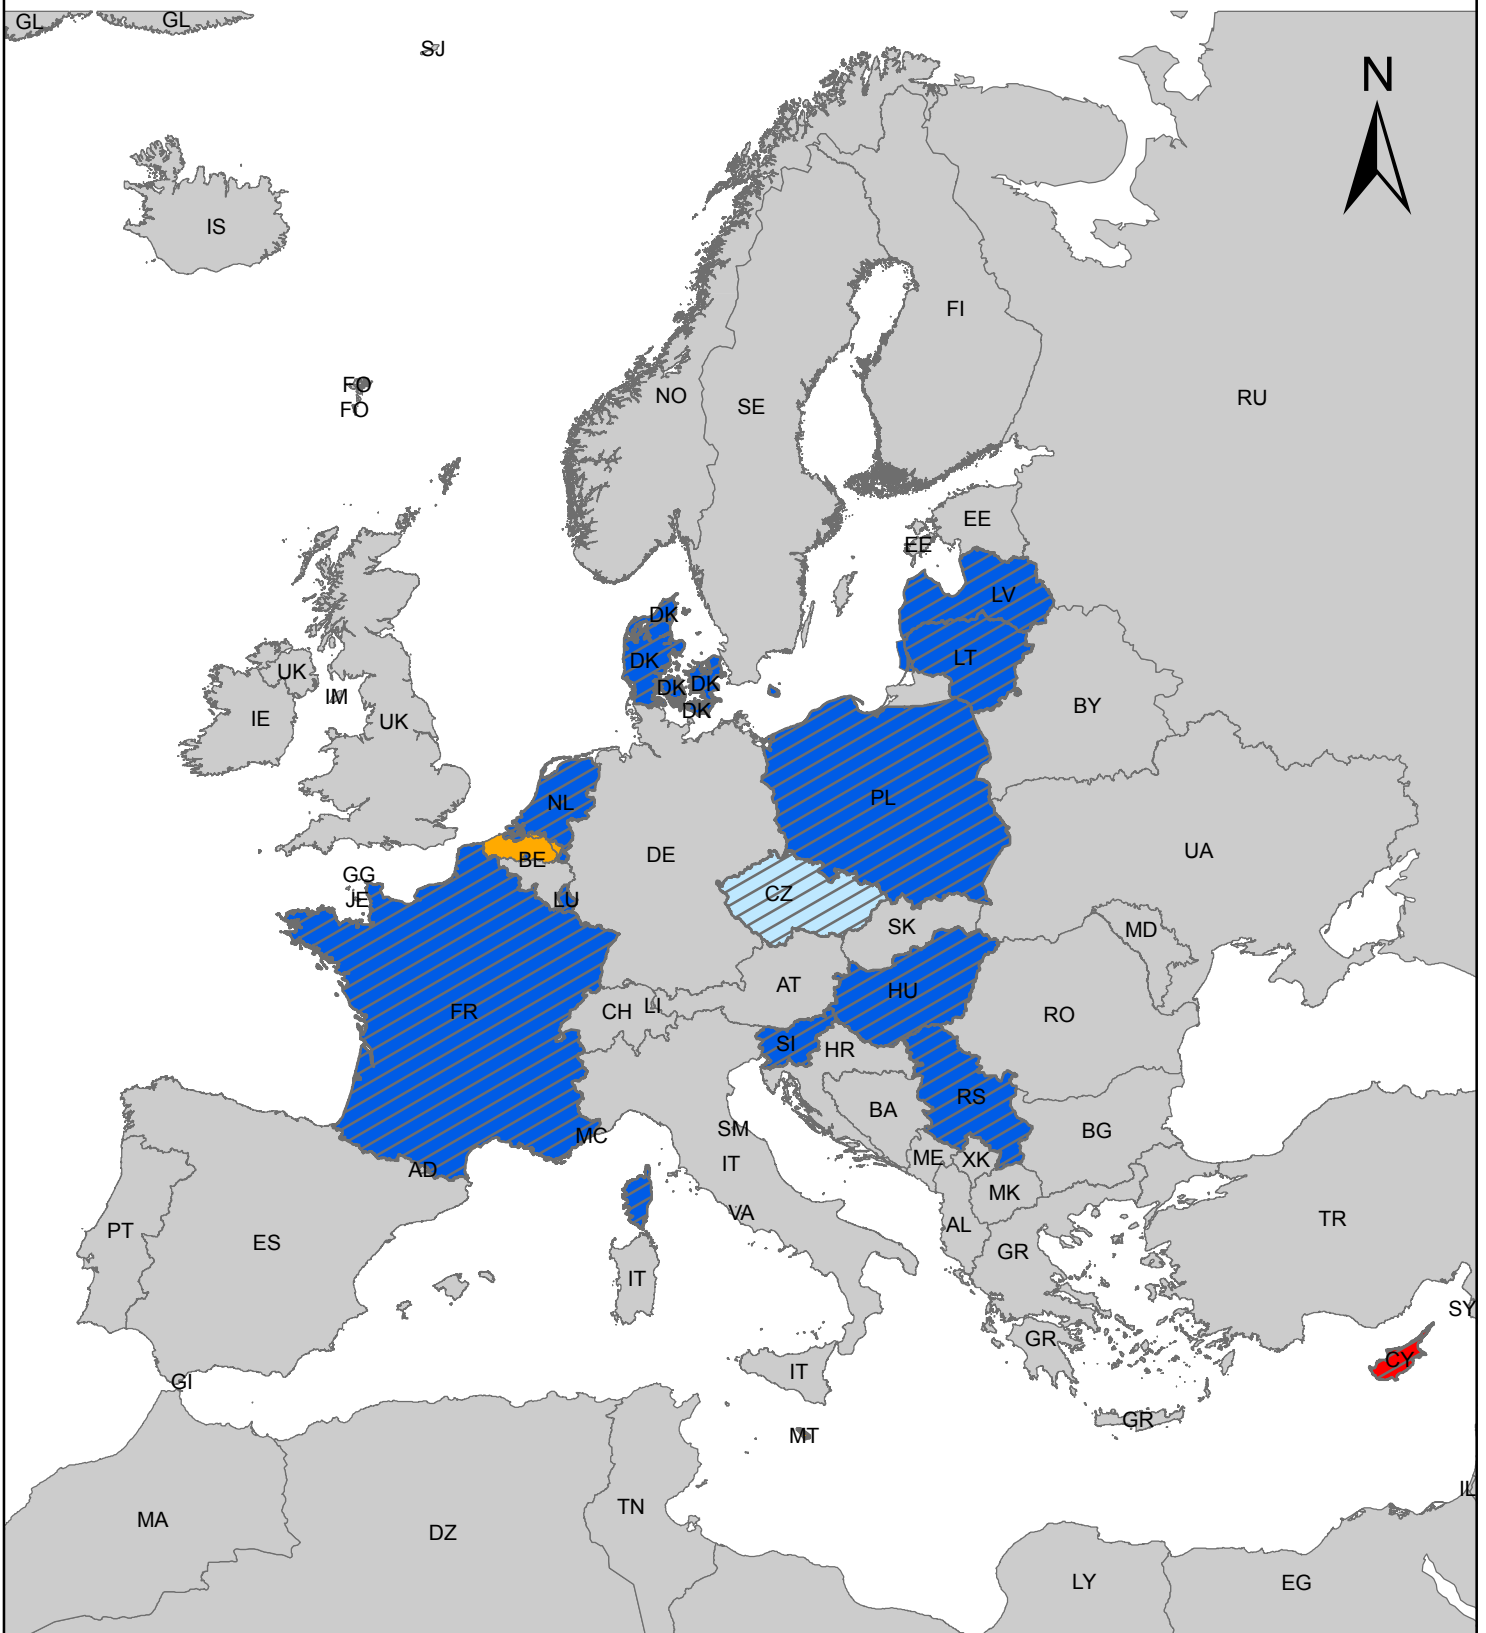 GL
GL
SJ
N
IS
FI
FO
NO
RU
SE
FO
EE
EE
LV
DK
LT
DK
UK
DK
DK
IM
BY
DK
IE
UK
PL
NL
UA
DE
BE
GG
CZ
JE
LU
SK
MD
AT
HU
LI
CH
FR
RO
SI
HR
RS
BA
SM
BG
MC
ME
XK
IT
AD
MK
VA
TR
AL
PT
ES
GR
IT
SY
GR
CY
IT
GI
GR
MT
IL
TN
MA
DZ
LY
EG